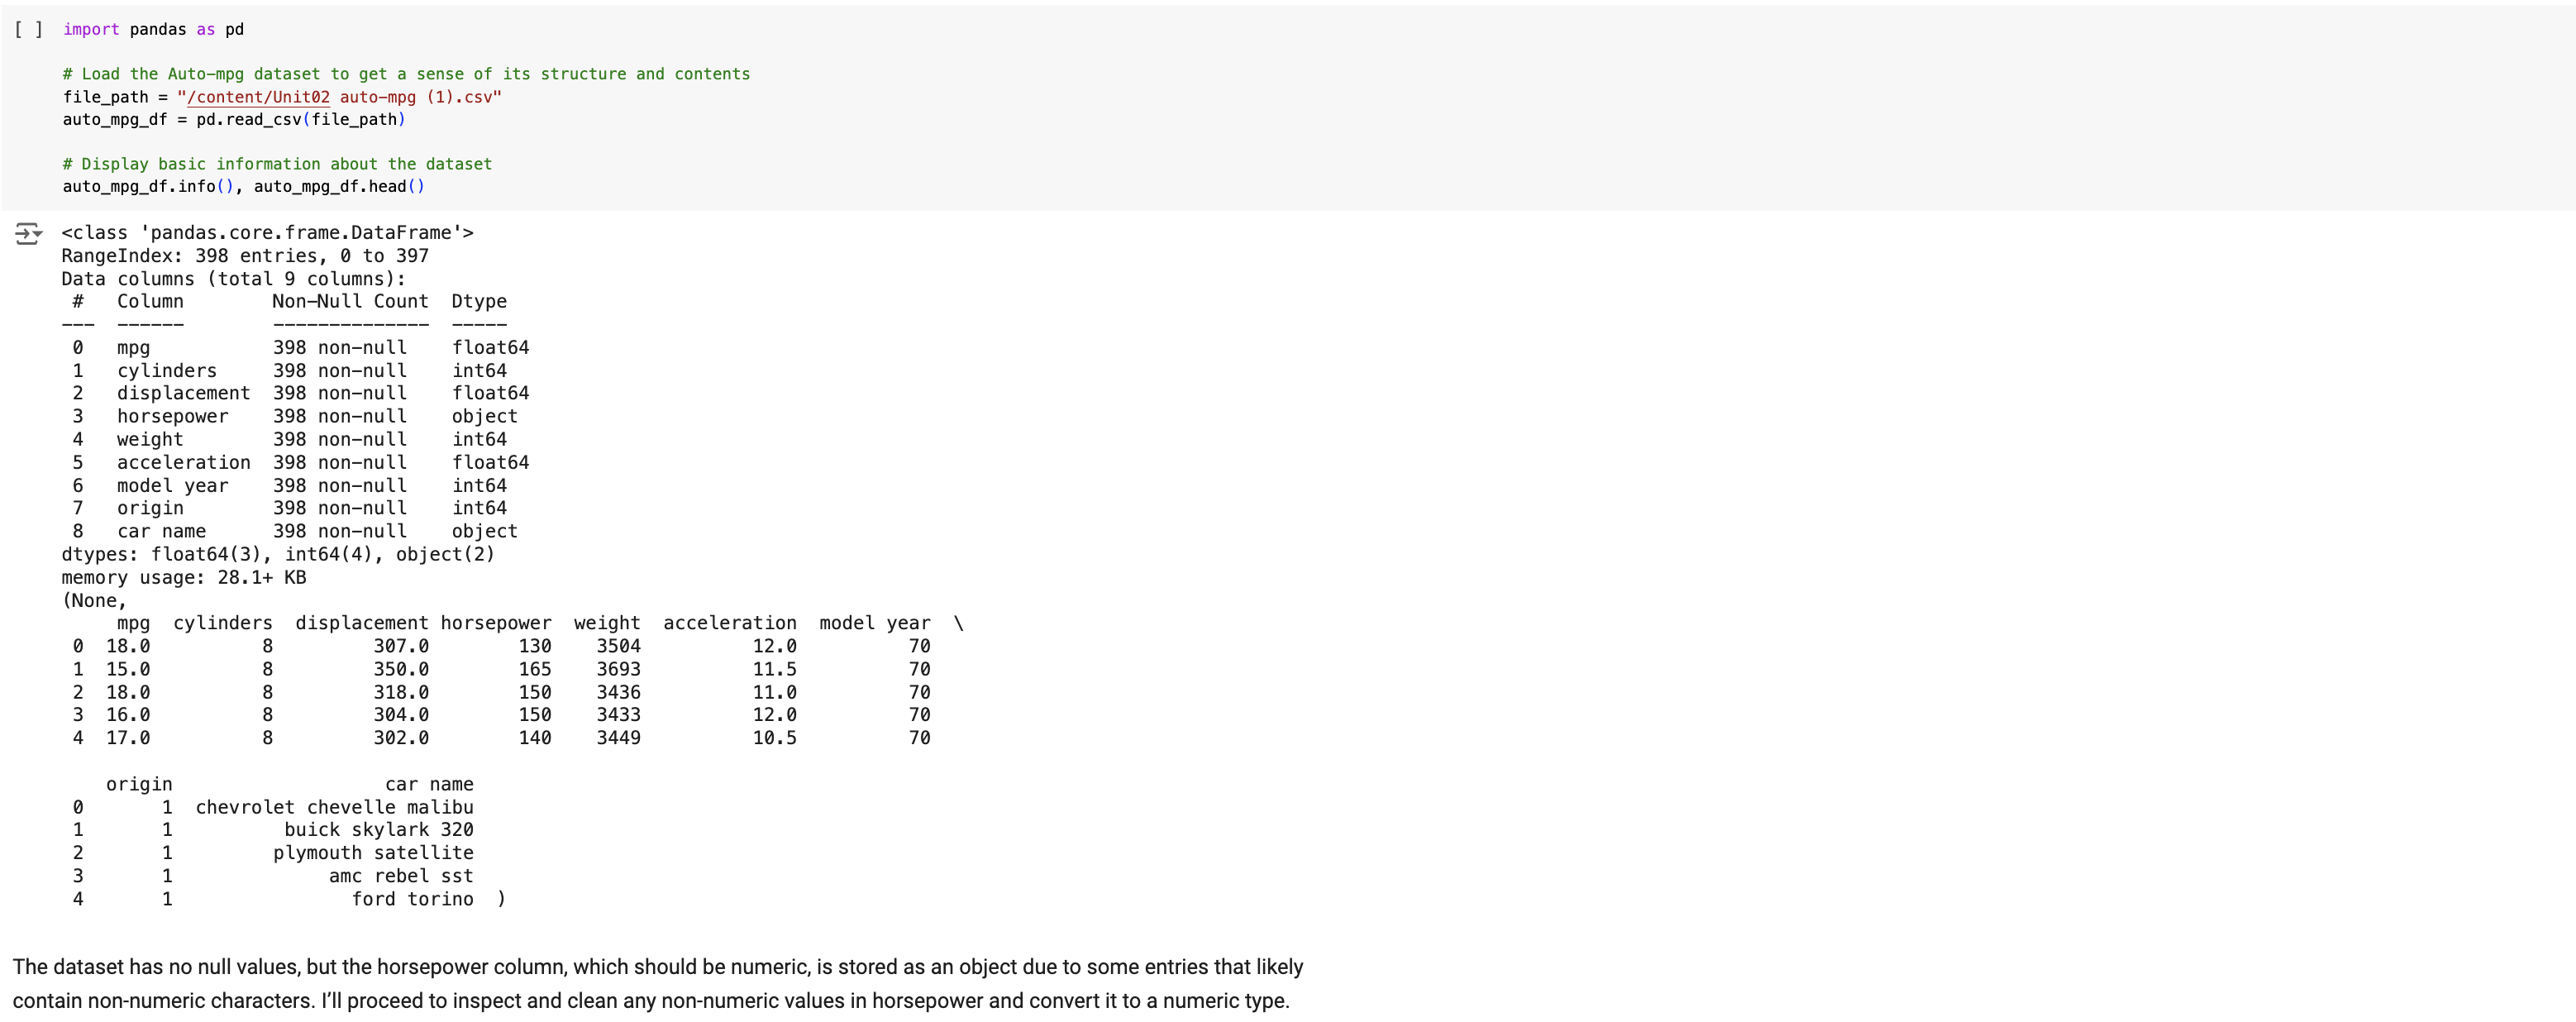 [ ] import pandas as pd
# Load the Auto-mpg dataset to get a sense of its structure and contents
file_path = "/content/Unit02 auto-mpg (1).csv"
auto_mpg_df = pd.read_csv(file_path)
# Display basic information about the dataset
auto_mpg_df.info(), auto_mpg_df.head()
<class 'pandas.core.frame.DataFrame'>
RangeIndex: 398 entries, 0 to 397
Data columns (total 9 columns):
 #   Column        Non-Null Count  Dtype
---  ------        --------------  -----
 0   mpg           398 non-null    float64
 1   cylinders     398 non-null    int64
 2   displacement  398 non-null    float64
 3   horsepower    398 non-null    object
 4   weight        398 non-null    int64
 5   acceleration  398 non-null    float64
 6   model year    398 non-null    int64
 7   origin        398 non-null    int64
 8   car name      398 non-null    object
dtypes: float64(3), int64(4), object(2)
memory usage: 28.1+ KB
(None,
     mpg  cylinders  displacement horsepower  weight  acceleration  model year  \
 0  18.0          8         307.0        130    3504          12.0          70
 1  15.0          8         350.0        165    3693          11.5          70
 2  18.0          8         318.0        150    3436          11.0          70
 3  16.0          8         304.0        150    3433          12.0          70
 4  17.0          8         302.0        140    3449          10.5          70
    origin                   car name
 0       1  chevrolet chevelle malibu
 1       1          buick skylark 320
 2       1         plymouth satellite
 3       1              amc rebel sst
 4       1                ford torino  )
The dataset has no null values, but the horsepower column, which should be numeric, is stored as an object due to some entries that likely
contain non-numeric characters. I’ll proceed to inspect and clean any non-numeric values in horsepower and convert it to a numeric type.